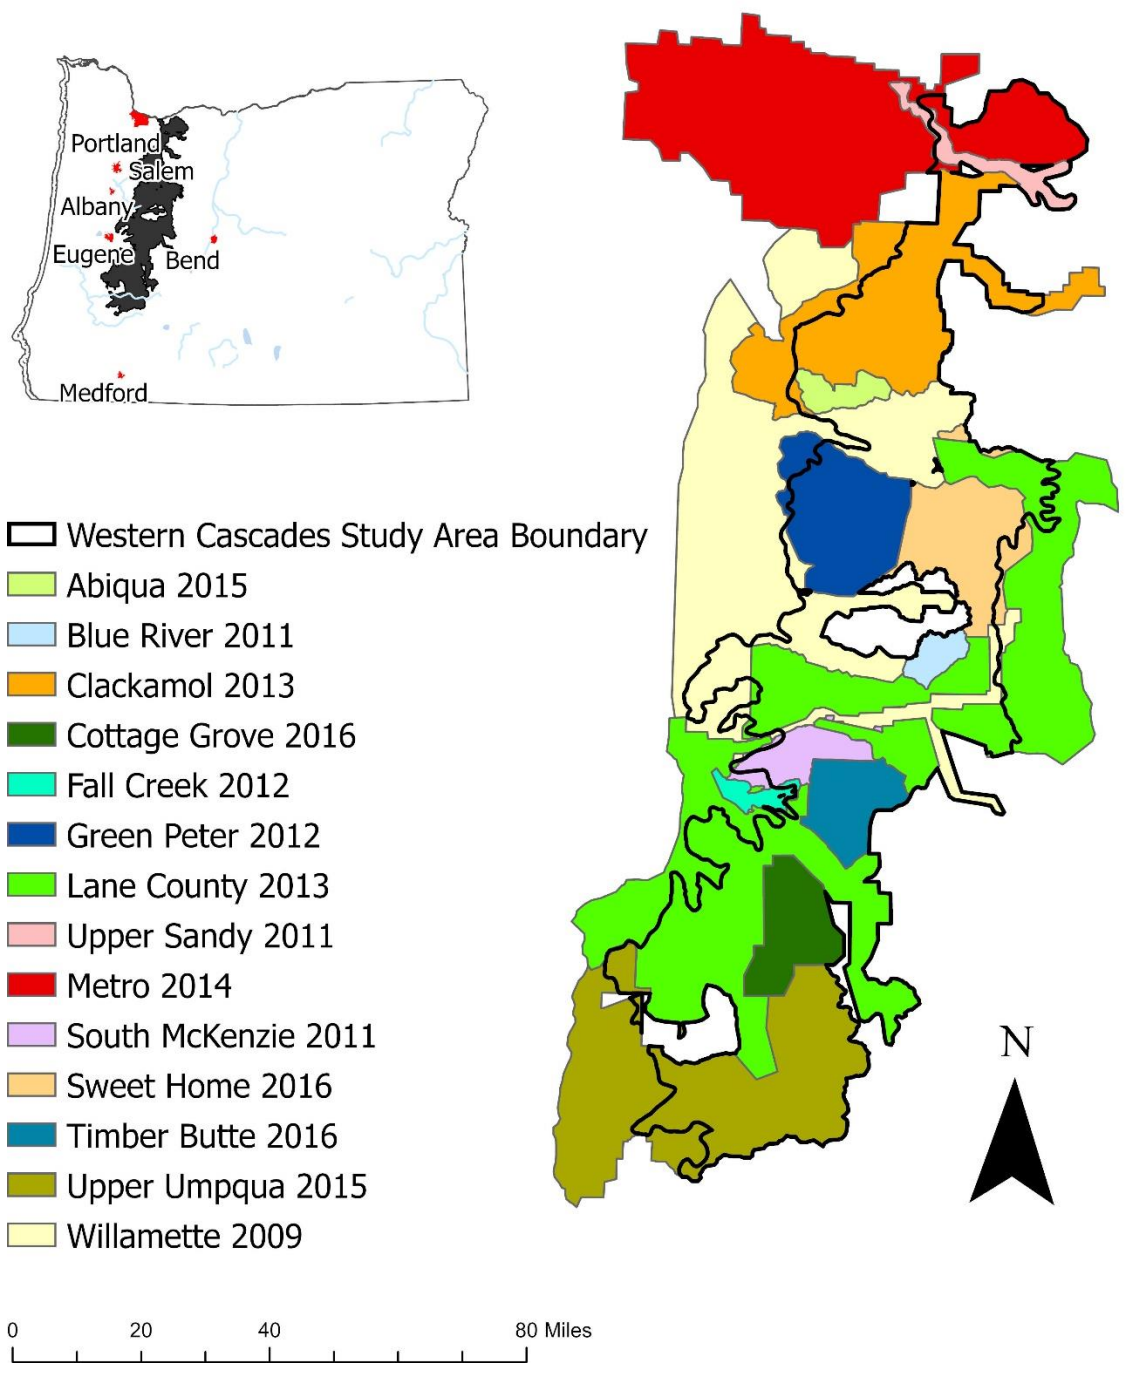 Portland
Salem
Albany
Eugene
Bend
Medford
Western Cascades Study Area Boundary
Abiqua 2015
Blue River 2011
Clackamol 2013
Cottage Grove 2016
Fall Creek 2012
Green Peter 2012
Lane County 2013
Upper Sandy 2011
Metro 2014
South McKenzie 2011
Sweet Home 2016
Timber Butte 2016
Upper Umpqua 2015
Willamette 2009
N
0 20 40 80 Miles